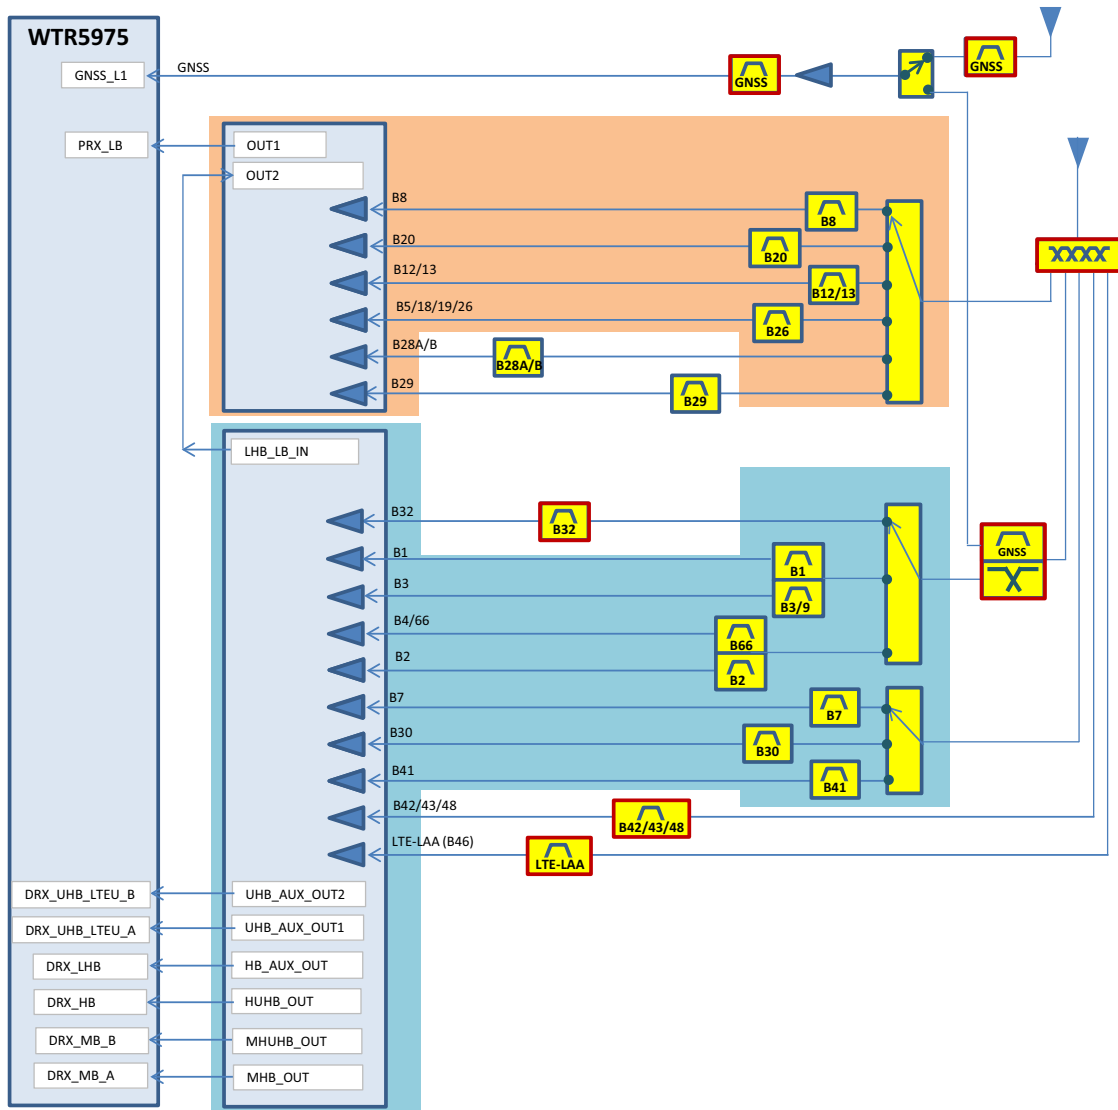 WTR5975
GNSS_L1
GNSS
GNSS
GNSS
PRX_LB
OUT1
OUT2
B8
B8
B20
B20
B12/13
B12/13
B5/18/19/26
B26
B28A/B
B28A/B
B29
B29
XXXX
LHB_LB_IN
B32
B32
GNSS
X
B1
B1
B3
B3/9
B4/66
B66
B2
B2
B7
B7
B30
B30
B41
B41
B42/43/48
B42/43/48
LTE-LAA (B46)
LTE-LAA
DRX_UHB_LTEU_B
UHB_AUX_OUT2
DRX_UHB_LTEU_A
UHB_AUX_OUT1
DRX_LHB
HB_AUX_OUT
DRX_HB
HUHB_OUT
DRX_MB_B
MHUHB_OUT
DRX_MB_A
MHB_OUT